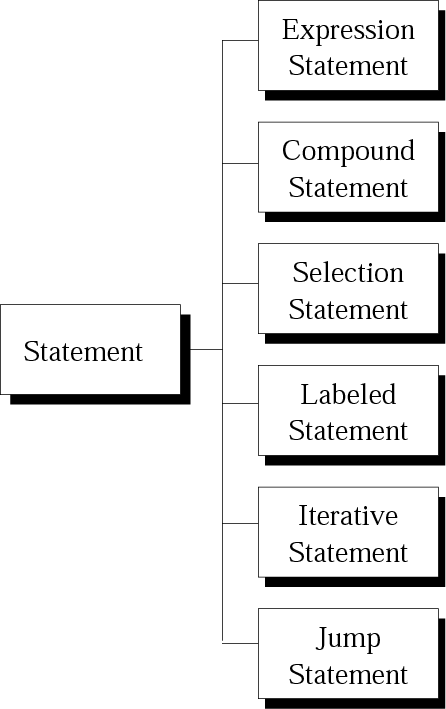 Expression
Statement
Compound
Statement
Selection
Statement
Statement
Labeled
Statement
Iterative
Statement
Jump
Statement